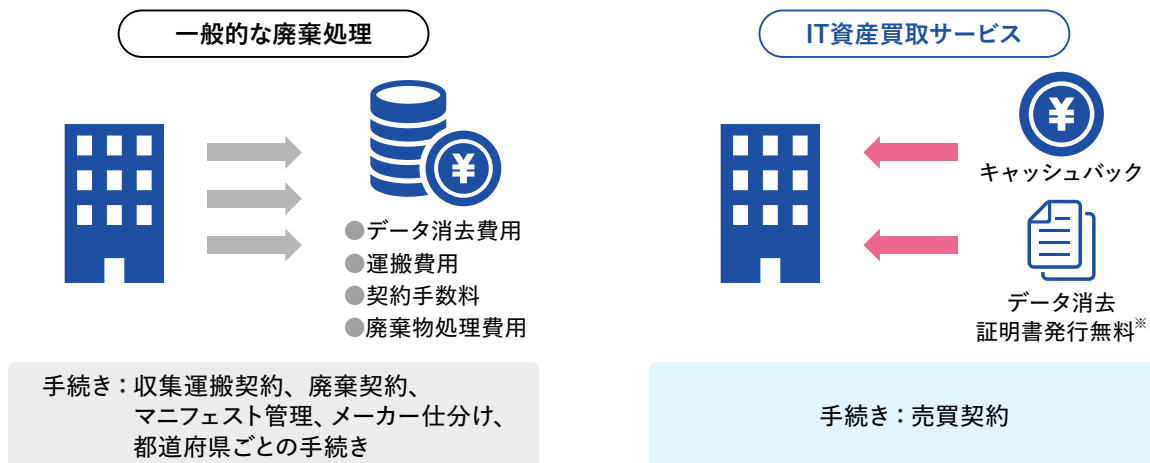 一般的な廃棄処理
¥
●データ消去費用
●運搬費用
●契約手数料
●廃棄物処理費用
手続き：収集運搬契約、廃棄契約、
マニフェスト管理、メーカー仕分け、
都道府県ごとの手続き
IT資産買取サービス
¥
キャッシュバック
データ消去
証明書発行無料※
手続き：売買契約